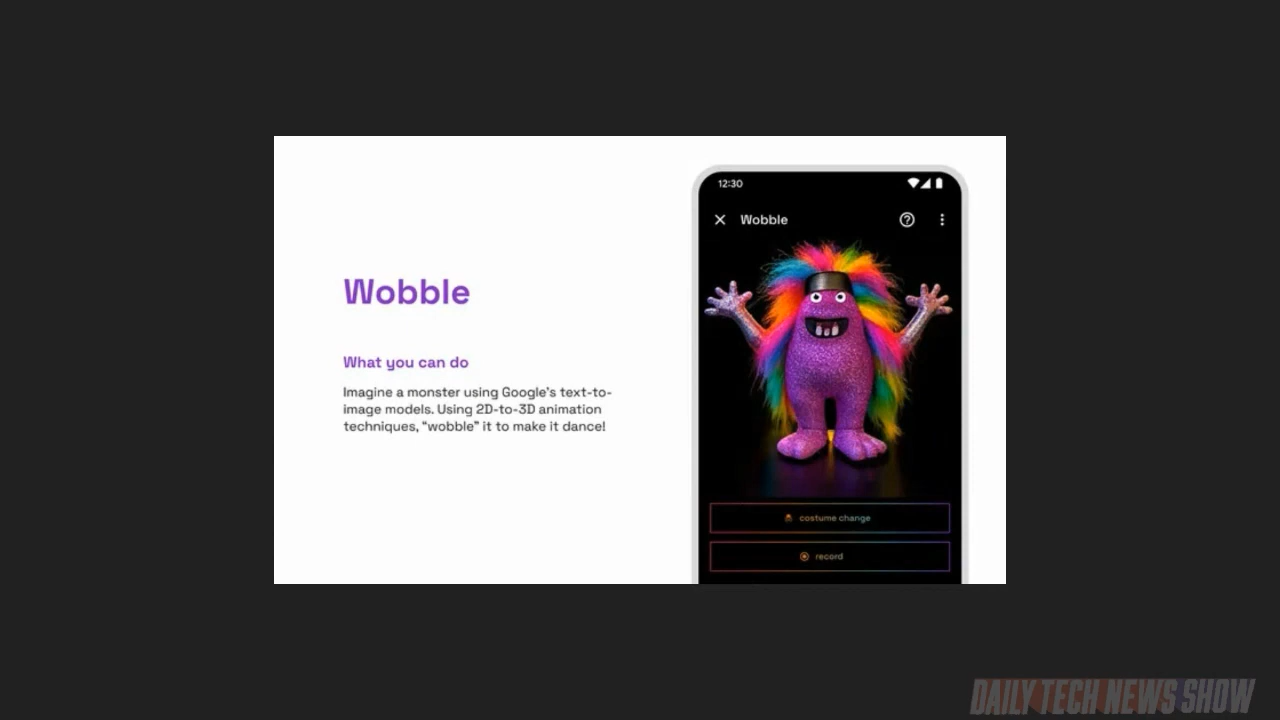 Wobble
What you can do
Imagine a monster using Google's text-to-
image models. Using 2D-to-3D animation
techniques, “wobble” it to make it dance!
12:30
Wobble
costume change
record
DAILY TECH NEWS SHOW